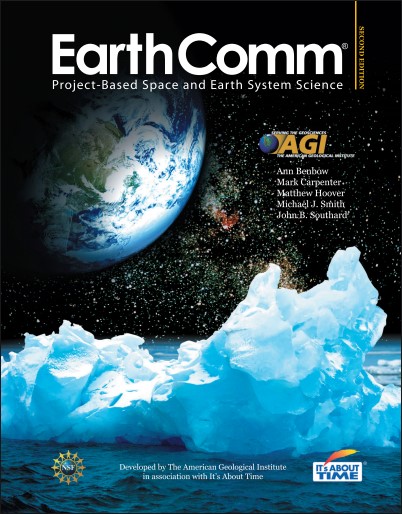 EarthComm®
SECOND EDITION
Project-Based Space and Earth System Science
SERVING THE GEOSCIENCES
AGI
THE AMERICAN GEOLOGICAL INSTITUTE
Ann Benbow
Mark Carpenter
Matthew Hoover
Michael J. Smith
John B. Southard
NSF
Developed by The American Geological Institute
in association with It's About Time
IT'S ABOUT
TIME®